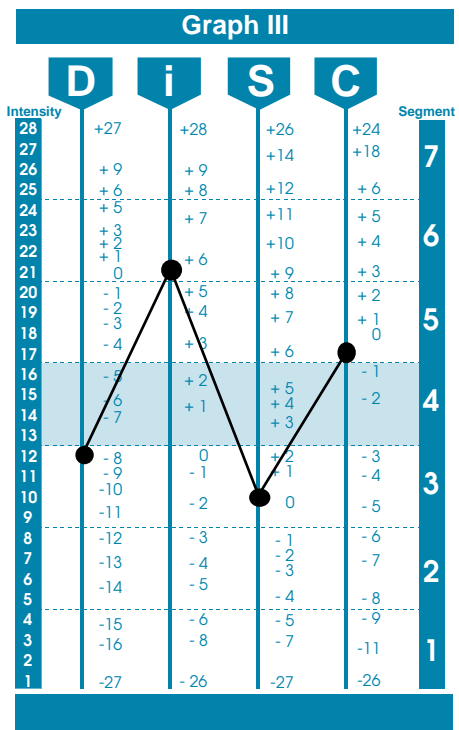 Graph III
D i S C
Intensity Segment
28 +27 +28 +26 +24
27 +14 +18 7
26 + 9 + 9
25 + 6 + 8 +12 + 6
24 + 5 + 7 +11 + 5
23 + 3 6
+ 2 +10 + 4
22 + 1 + 6
21 0 + 9 + 3
20 - 1 + 5 + 8 + 2
19 - 2 + 4 + 7 + 1 5
18 - 3 0
17 - 4 + 3 + 6
16 - 5 + 2 + 5 - 1
15 - 6 + 1 + 4 - 2 4
14 - 7 + 3
13
12 - 8 0 + 2 - 3
11 - 9 - 1 + 1 - 4 3
10 -10 - 2 0 - 5
9 -11
8 -12 - 3 - 1 - 6
7 -13 - 4 - 2 - 7
- 3 2
6 -14 - 5
5 - 4 - 8
4 -15 - 6 - 5 - 9
3 -16 - 8 - 7 -11 1
2
1 -27 - 26 -27 -26